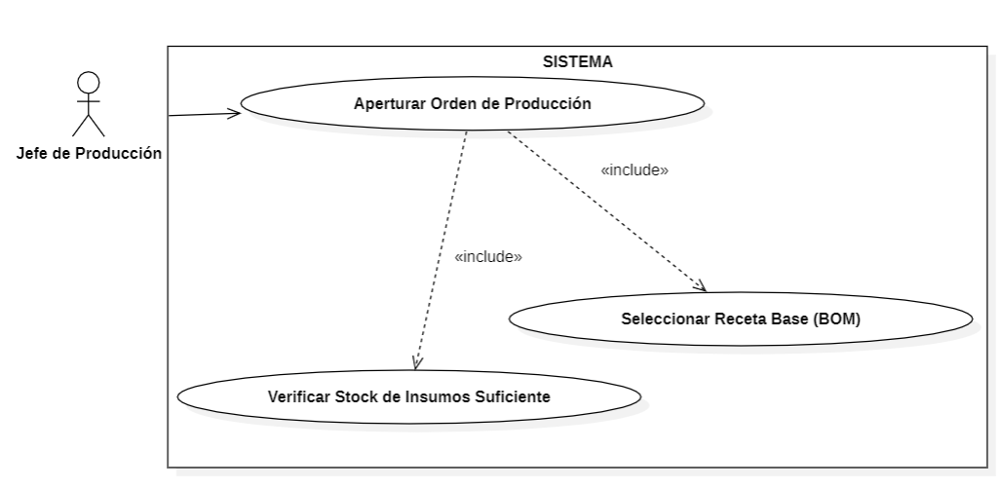 SISTEMA
Aperturar Orden de Producción
Jefe de Producción
«include»
«include»
Seleccionar Receta Base (BOM)
Verificar Stock de Insumos Suficiente